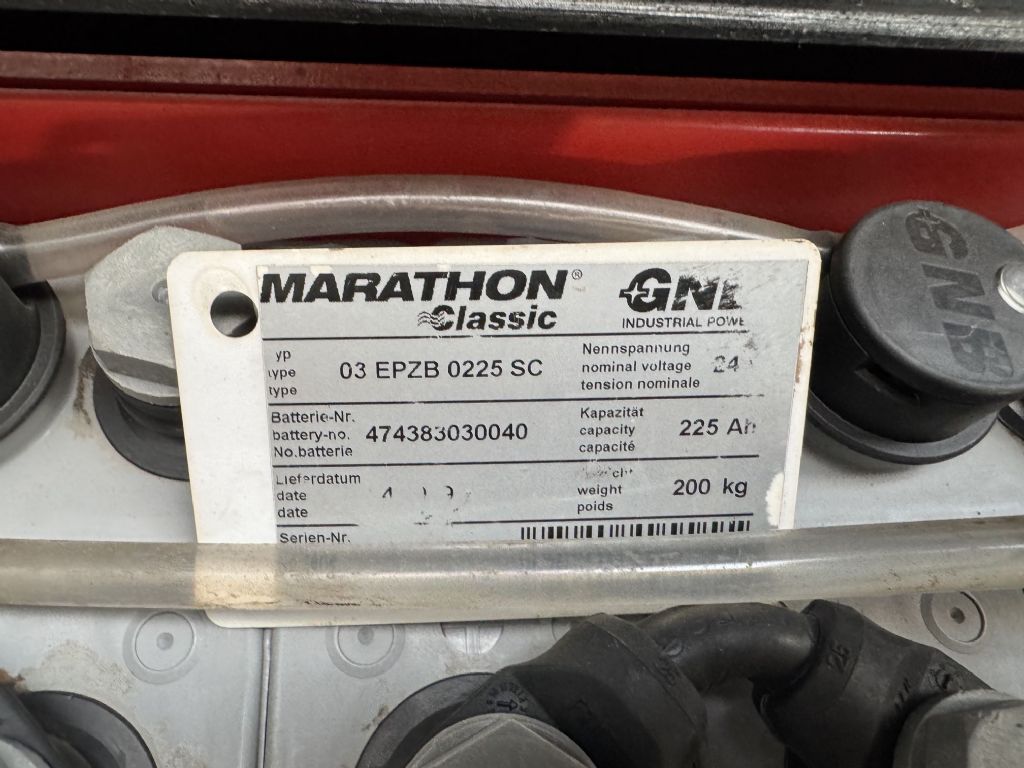 MARATHON®
Classic
GNB
INDUSTRIAL POWE
yp
type
type
03 EPZB 0225 SC
Nennspannung
nominal voltage
tension nominale
24
Batterie-Nr.
battery-no.
No.batterie
474383030040
Kapazität
capacity
capacité
225 Ah
Lieferdatum
date
date
weight
poids
200 kg
Serien-Nr.
GNB
25